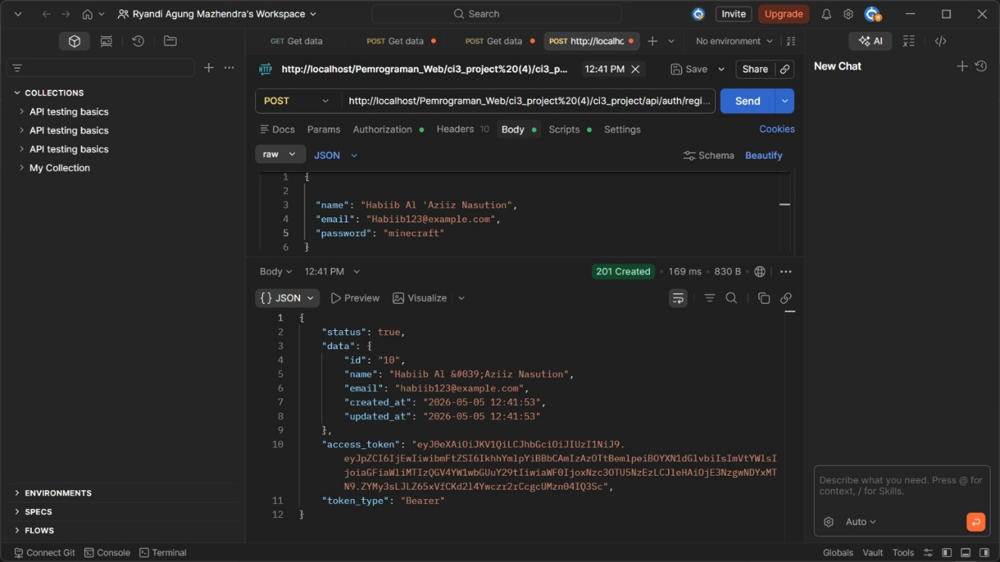 Ryandi Agung Mazhendra's Workspace
Search
Invite
Upgrade
GET Get data
POST Get data
POST Get data
POST http://localhc
No environment
AI
http://localhost/Pemrograman_Web/ci3_project%20(4)/ci3_p...
12:41 PM
Save
Share
New Chat
COLLECTIONS
API testing basics
API testing basics
API testing basics
My Collection
POST
http://localhost/Pemrograman_Web/ci3_project%20(4)/ci3_project/api/auth/regi...
Send
Docs
Params
Authorization
Headers 10
Body
Scripts
Settings
Cookies
raw
JSON
Schema
Beautify
1 {
2
3 "name": "Habiib Al 'Aziiz Nasution",
4 "email": "Habiib123@example.com",
5 "password": "minecraft"
6 }
Body
12:41 PM
201 Created
169 ms
830 B
{} JSON
Preview
Visualize
1 {
2 "status": true,
3 "data": {
4 "id": "10",
5 "name": "Habiib Al &#039;Aziiz Nasution",
6 "email": "habiib123@example.com",
7 "created_at": "2026-05-05 12:41:53",
8 "updated_at": "2026-05-05 12:41:53"
9 },
10 "access_token": "eyJ0eXAiOiJKV1QiLCJhbGciOiJIUzI1NiJ9.
eyJpZCI6IjEwIiwibmFtZSI6IkhhYmlpYiBBbCAmIzAzOTtBemlpeiBOYXN1dGlvbiIsImVtYWlsI
joiaGFiaWliMTIzQGV4YW1wbGUuY29tIiwiaWF0IjoxNzc3OTU5NzEzLCJleHAiOjE3NzgwNDYxMT
N9.ZYMy3sLJLZ65xVfCKd2l4Ywczr2rCcgcUMzn04IQ3Sc",
11 "token_type": "Bearer"
12 }
ENVIRONMENTS
SPECS
FLOWS
Describe what you need. Press @ for
context, / for Skills.
Auto
Connect Git
Console
Terminal
Globals
Vault
Tools